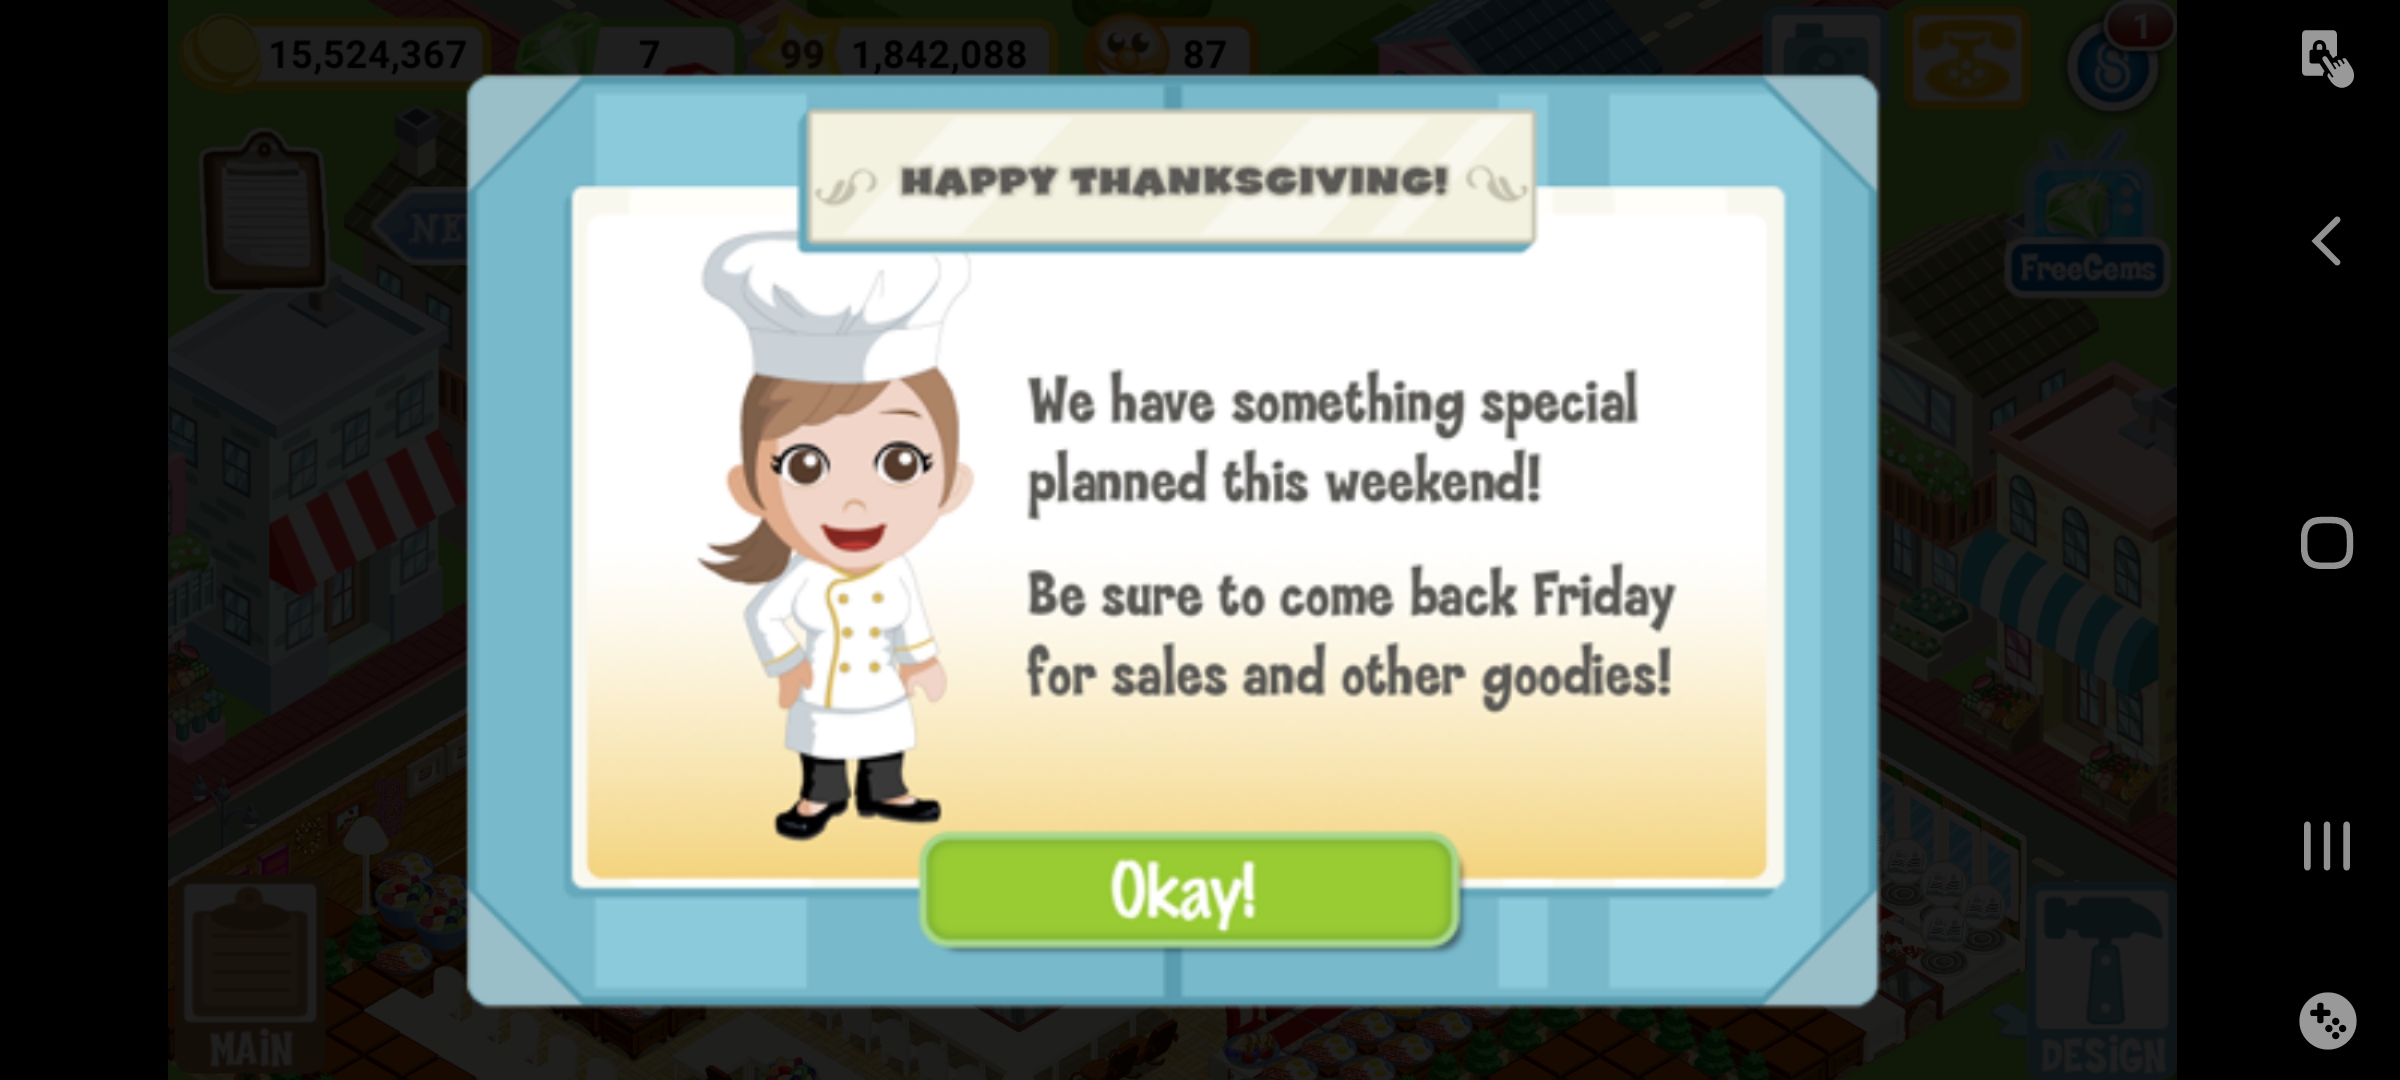 15,524,367
7
99 1,842,088
87
1
HAPPY THANKSGIVING!
NE
FreeGems
We have something special
planned this weekend!
Be sure to come back Friday
for sales and other goodies!
Okay!
MAIN
DESIGN